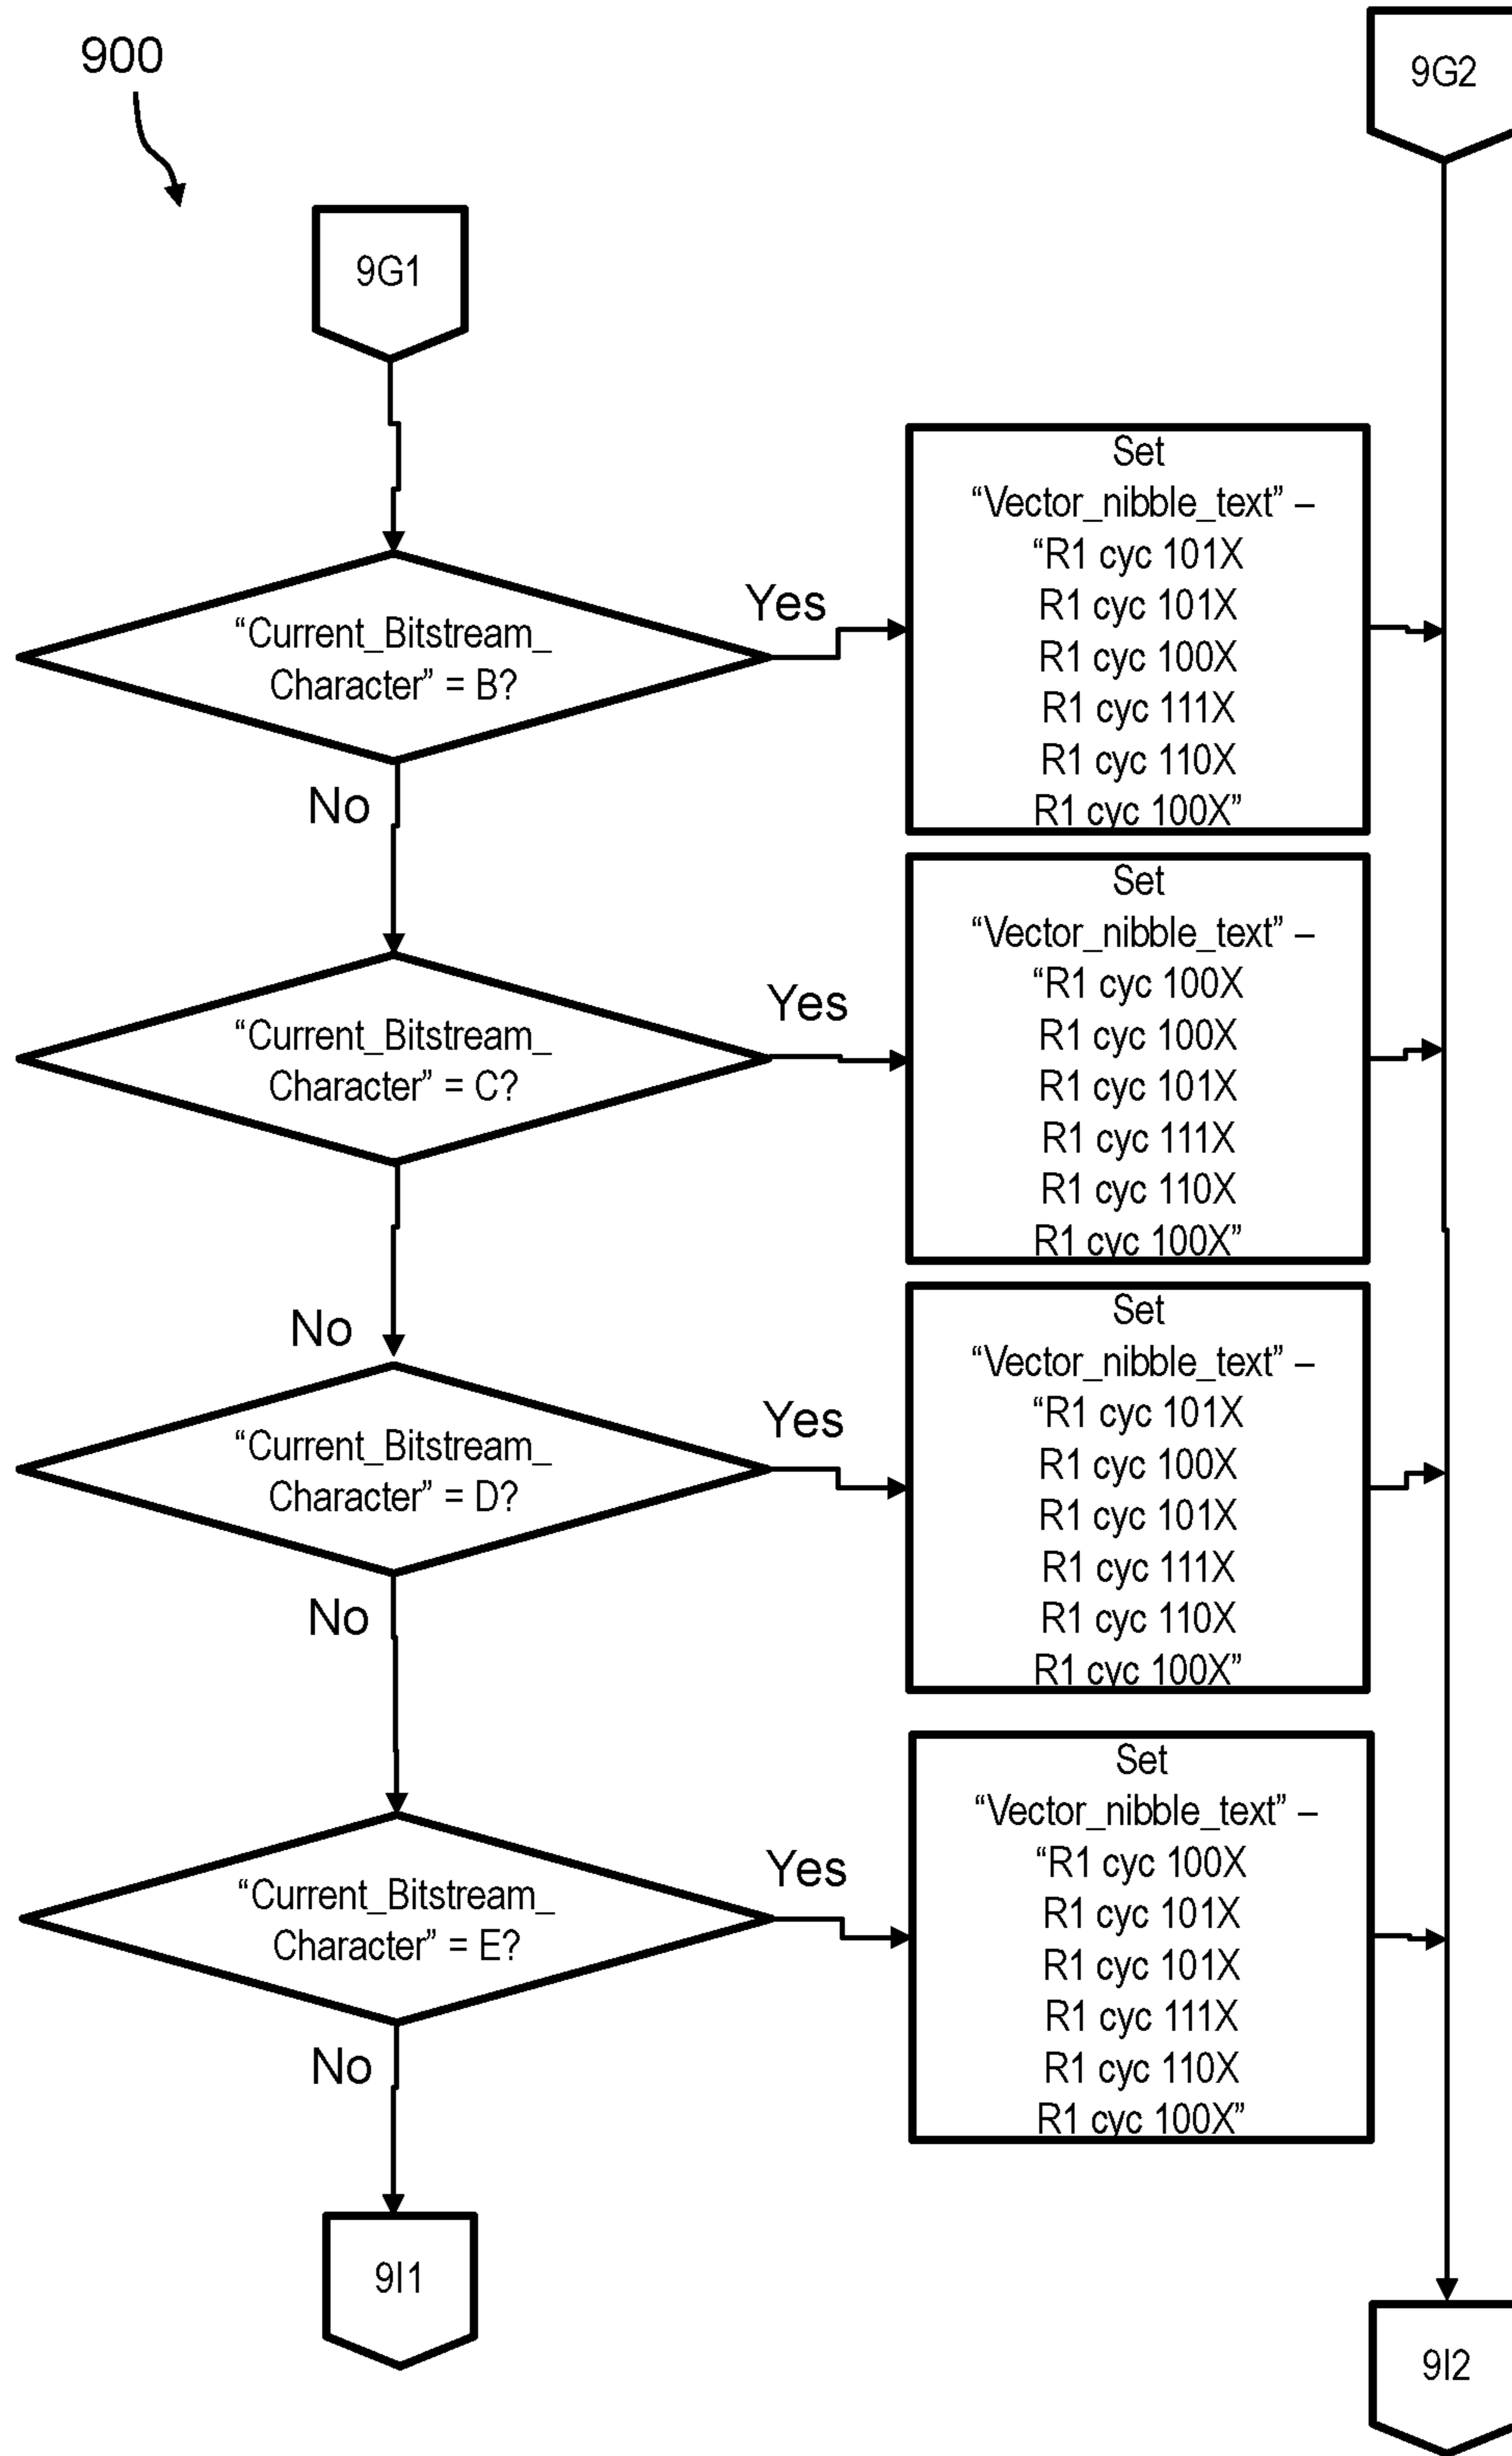 900
9G2
9G1
“Current_Bitstream_
Character” = B?
Yes
No
Set
“Vector_nibble_text” –
“R1 cyc 101X
R1 cyc 101X
R1 cyc 100X
R1 cyc 111X
R1 cyc 110X
R1 cyc 100X”
“Current_Bitstream_
Character” = C?
Yes
No
Set
“Vector_nibble_text” –
“R1 cyc 100X
R1 cyc 100X
R1 cyc 101X
R1 cyc 111X
R1 cyc 110X
R1 cyc 100X”
“Current_Bitstream_
Character” = D?
Yes
No
Set
“Vector_nibble_text” –
“R1 cyc 101X
R1 cyc 100X
R1 cyc 101X
R1 cyc 111X
R1 cyc 110X
R1 cyc 100X”
“Current_Bitstream_
Character” = E?
Yes
No
Set
“Vector_nibble_text” –
“R1 cyc 100X
R1 cyc 101X
R1 cyc 101X
R1 cyc 111X
R1 cyc 110X
R1 cyc 100X”
9I1
9I2